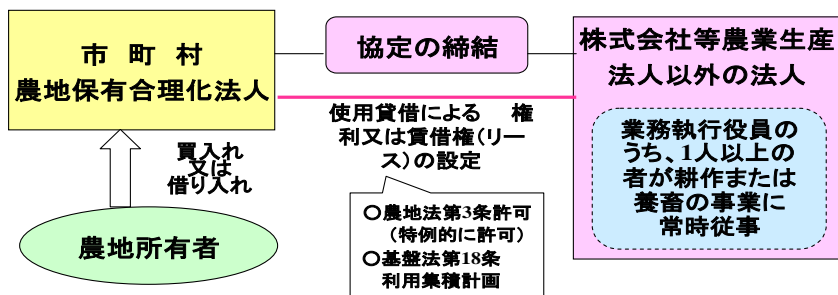 市 町 村
農地保有合理化法人
協定の締結
株式会社等農業生産
法人以外の法人
使用貸借による 権
利又は賃借権(リー
ス)の設定
業務執行役員の
うち、1人以上の
者が耕作または
養畜の事業に
常時従事
買入れ
又は
借り入れ
○農地法第3条許可
(特例的に許可)
○基盤法第18条
利用集積計画
農地所有者